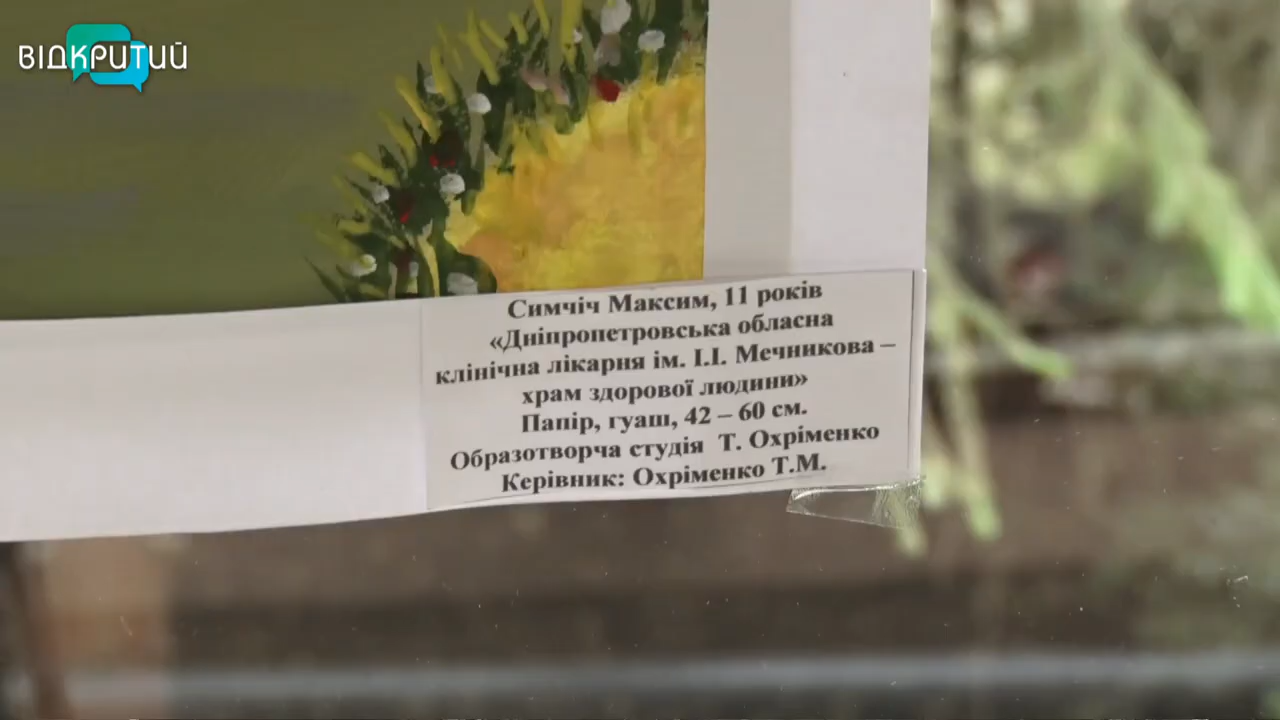 ВІДКРИТИЙ
Симчіч Максим, 11 років
«Дніпропетровська обласна
клінічна лікарня ім. І.І. Мечникова –
храм здорової людини»
Папір, гуаш, 42 – 60 см.
Образотворча студія Т. Охріменко
Керівник: Охріменко Т.М.